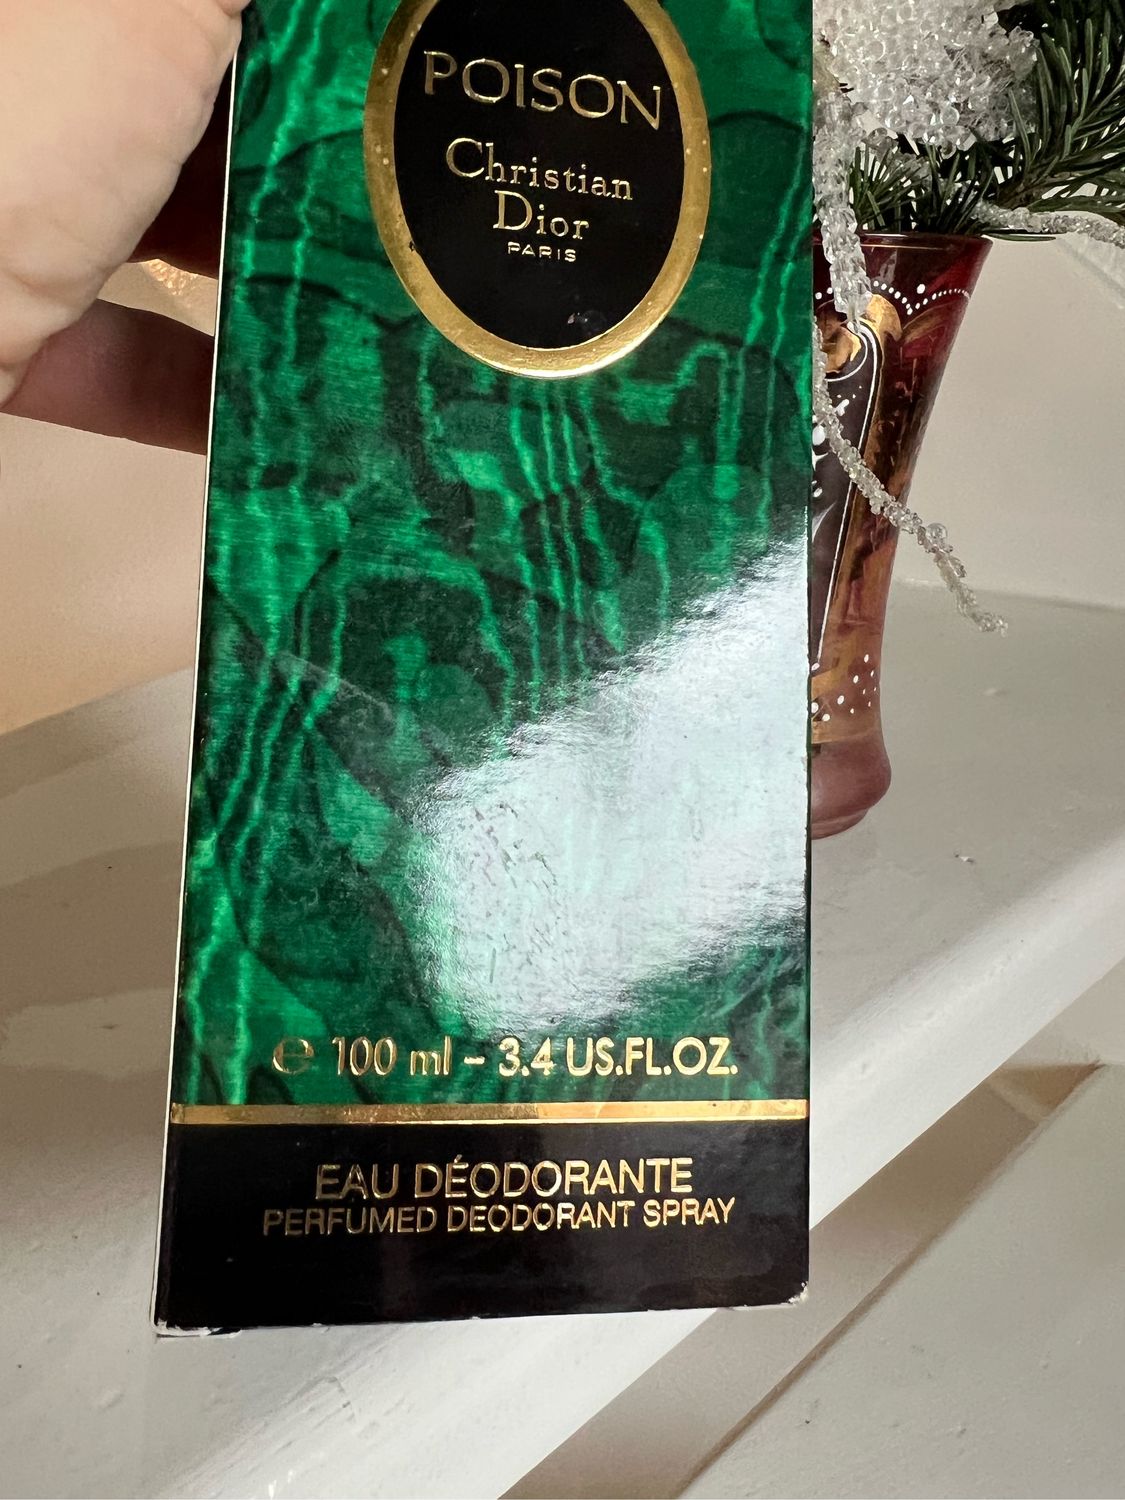 POISON
Christian
Dior
PARIS
℮ 100 ml – 3.4 US.FL.OZ.
EAU DÉODORANTE
PERFUMED DEODORANT SPRAY